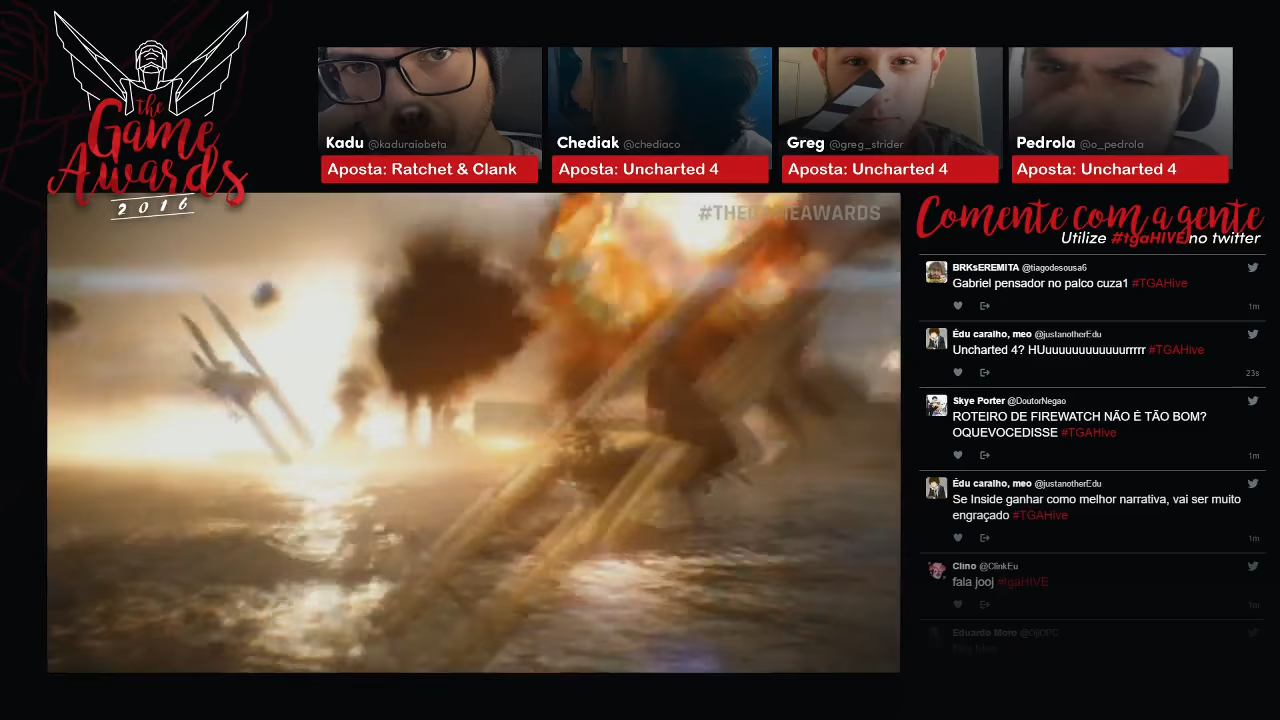 the
Game
Awards
2016
Kadu @kaduraiobeta
Aposta: Ratchet & Clank
Chediak @chediaco
Aposta: Uncharted 4
Greg @greg_strider
Aposta: Uncharted 4
Pedrola @o_pedrola
Aposta: Uncharted 4
#THEGAMEAWARDS
Comente com a gente
Utilize #tgaHIVE no twitter
BRKsEREMITA @tiagodesousa6
Gabriel pensador no palco cuza1 #TGAHive
1m
Édu caralho, meo @justanotherEdu
Uncharted 4? HUuuuuuuuuuuuurrrrr #TGAHive
23s
Skye Porter @DoutorNegao
ROTEIRO DE FIREWATCH NÃO É TÃO BOM?
OQUEVOCEDISSE #TGAHive
1m
Édu caralho, meo @justanotherEdu
Se Inside ganhar como melhor narrativa, vai ser muito
engraçado #TGAHive
1m
Clino @ClinkEu
fala jooj #tgaHIVE
1m
Eduardo Moro